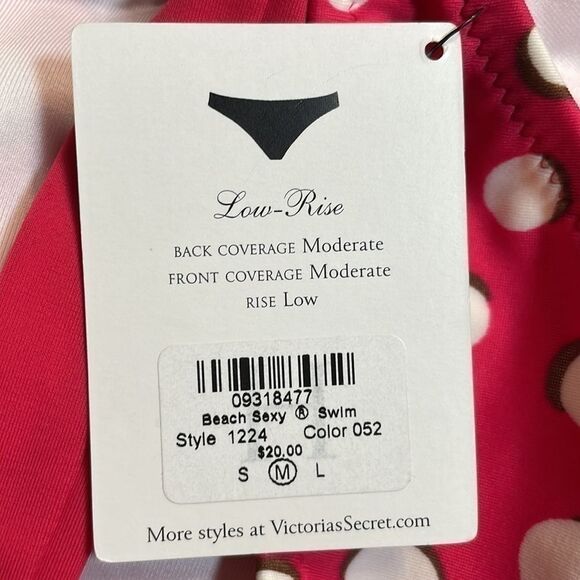 Low-Rise
BACK COVERAGE Moderate
FRONT COVERAGE Moderate
RISE Low
09318477
Beach Sexy ® Swim
Style 1224 Color 052
$20.00
S M L
More styles at VictoriasSecret.com